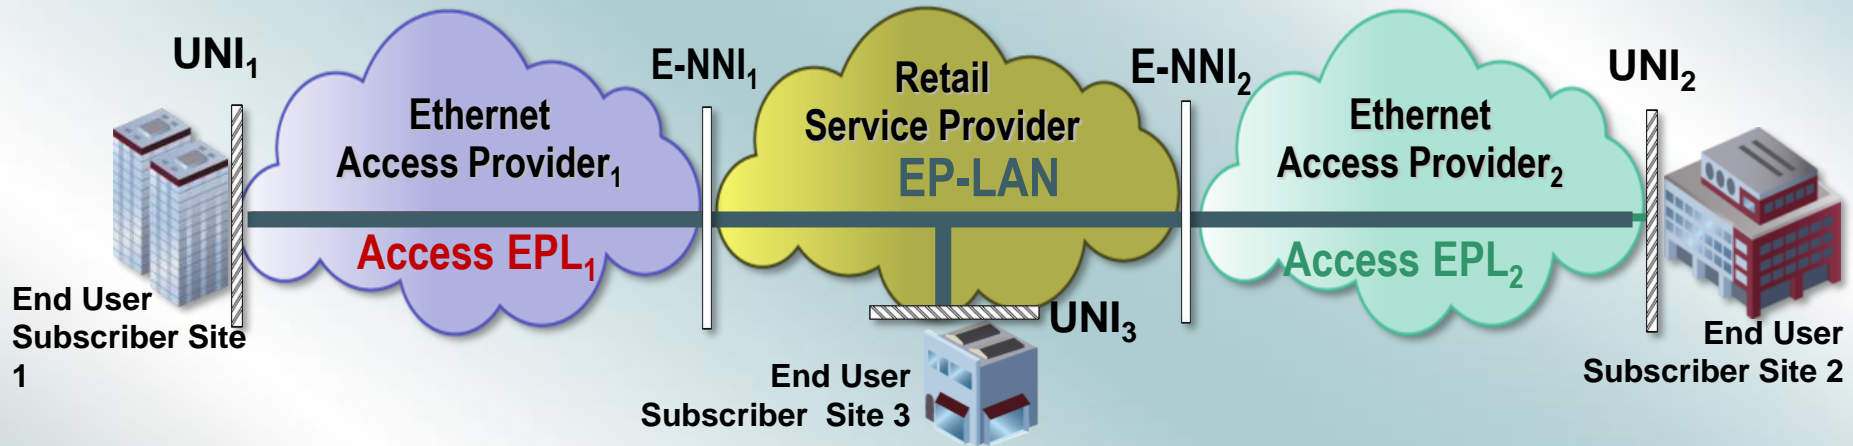 UNI₁
E-NNI₁
E-NNI₂
UNI₂
Ethernet
Access Provider₁
Retail
Service Provider
EP-LAN
Ethernet
Access Provider₂
Access EPL₁
Access EPL₂
UNI₃
End User
Subscriber Site
1
End User
Subscriber Site 3
End User
Subscriber Site 2